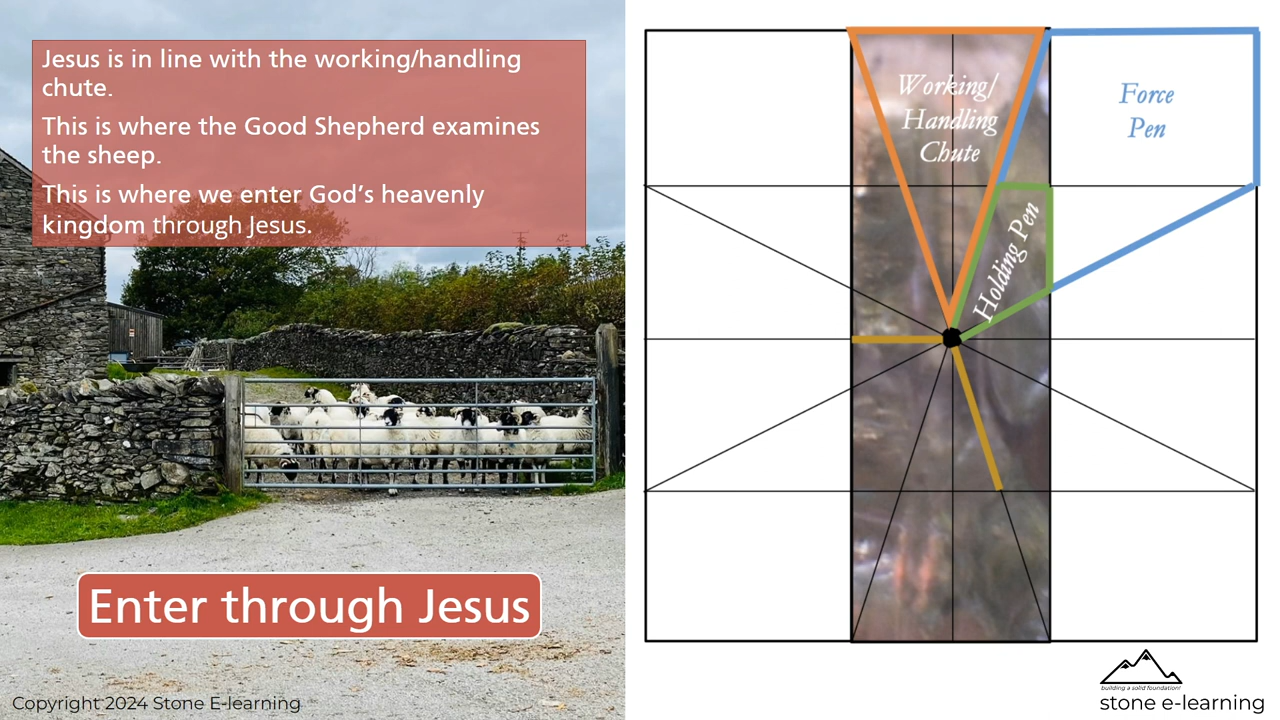 Jesus is in line with the working/handling
chute.
This is where the Good Shepherd examines
the sheep.
This is where we enter God’s heavenly
kingdom through Jesus.
Enter through Jesus
Copyright 2024 Stone E-learning
Working/
Handling
Chute
Force
Pen
Holding Pen
building a solid foundation!
stone e-learning